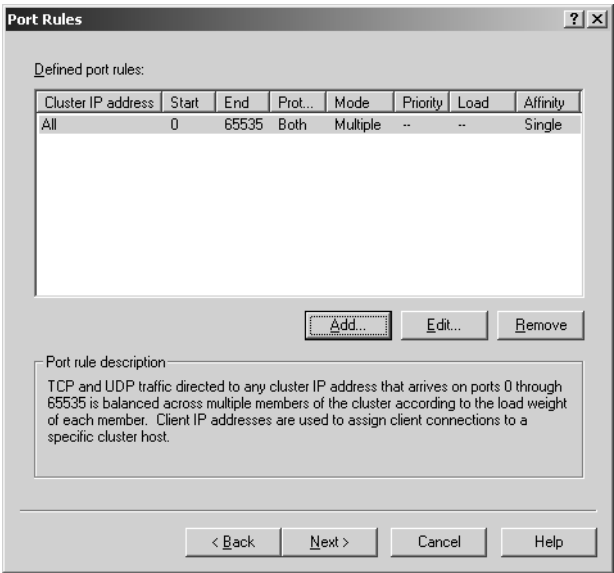 Port Rules
Defined port rules:
Cluster IP address Start End Prot... Mode Priority Load Affinity
All 0 65535 Both Multiple -- -- Single
Add... Edit... Remove
Port rule description
TCP and UDP traffic directed to any cluster IP address that arrives on ports 0 through
65535 is balanced across multiple members of the cluster according to the load weight
of each member. Client IP addresses are used to assign client connections to a
specific cluster host.
< Back Next > Cancel Help